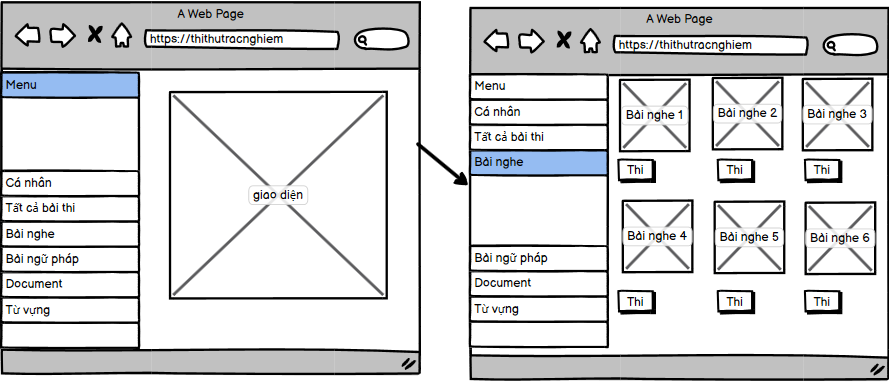 A Web Page
https://thithutracnghiem
Menu
Cá nhân
Tất cả bài thi
Bài nghe
Bài ngữ pháp
Document
Từ vựng
giao diện
A Web Page
https://thithutracnghiem
Menu
Cá nhân
Tất cả bài thi
Bài nghe
Bài ngữ pháp
Document
Từ vựng
Bài nghe 1
Bài nghe 2
Bài nghe 3
Thi
Thi
Thi
Bài nghe 4
Bài nghe 5
Bài nghe 6
Thi
Thi
Thi